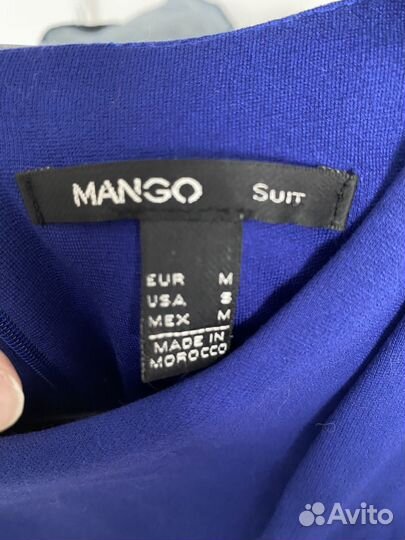 MANGO SUIT
EUR M
USA S
MEX M
MADE IN
MOROCCO
Avito